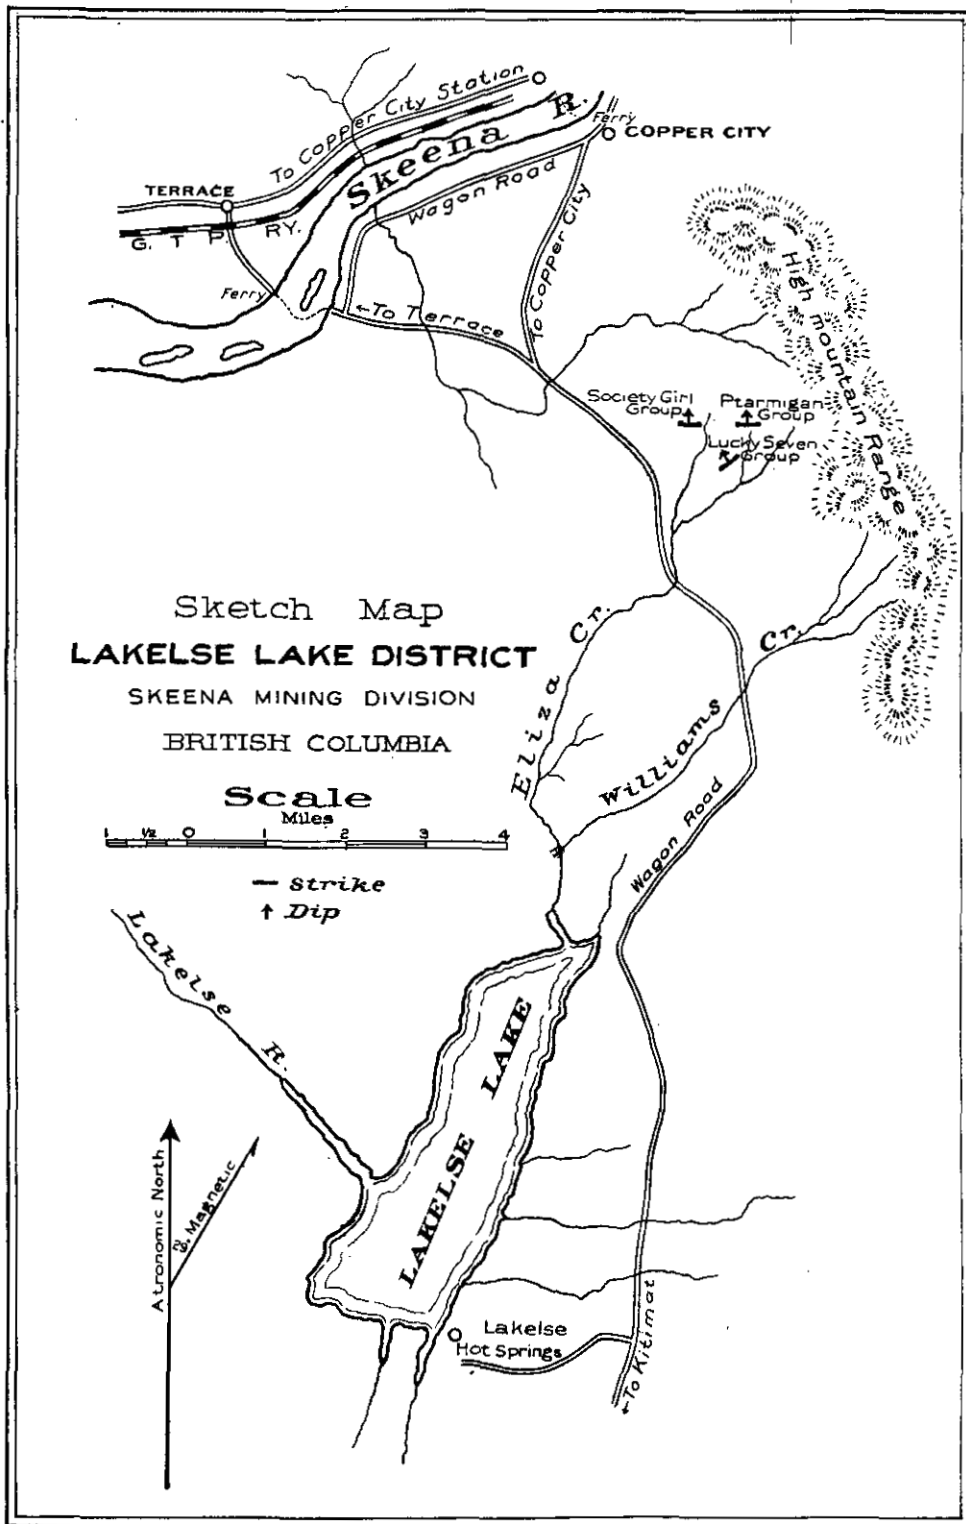 To Copper City Station
Skeena R.
Ferry
COPPER CITY
TERRACE
Wagon Road
G. T. P. RY.
Ferry
←To Terrace
To Copper City
High mountain Range
Society Girl
Group
Ptarmigan
Group
Lucky Seven
Group
Sketch Map
LAKELSE LAKE DISTRICT
SKEENA MINING DIVISION
BRITISH COLUMBIA
Scale
Miles
1 1/2 0 1 2 3 4
Strike
Dip
Eliza Cr.
Williams Cr.
Wagon Road
Lakelse R.
LAKELSE LAKE
Atronomic North
Magnetic
Lakelse
Hot Springs
←To Kitimat